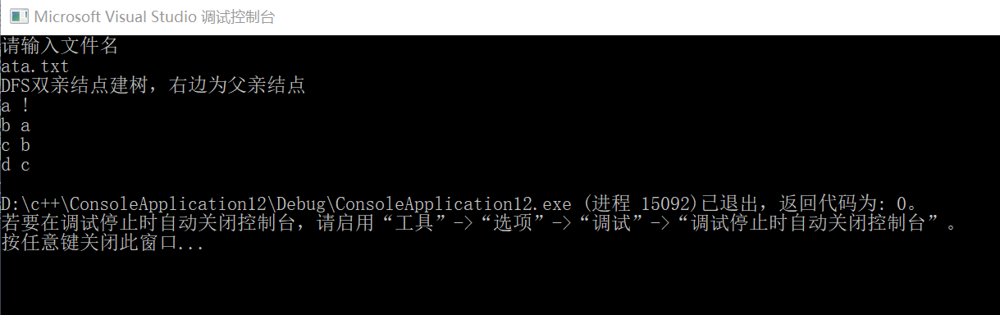 Microsoft Visual Studio 调试控制台
请输入文件名
ata.txt
DFS双亲结点建树，右边为父亲结点
a !
b a
c b
d c
D:\c++\ConsoleApplication12\Debug\ConsoleApplication12.exe (进程 15092)已退出，返回代码为: 0。
若要在调试停止时自动关闭控制台，请启用“工具”->“选项”->“调试”->“调试停止时自动关闭控制台”。
按任意键关闭此窗口...